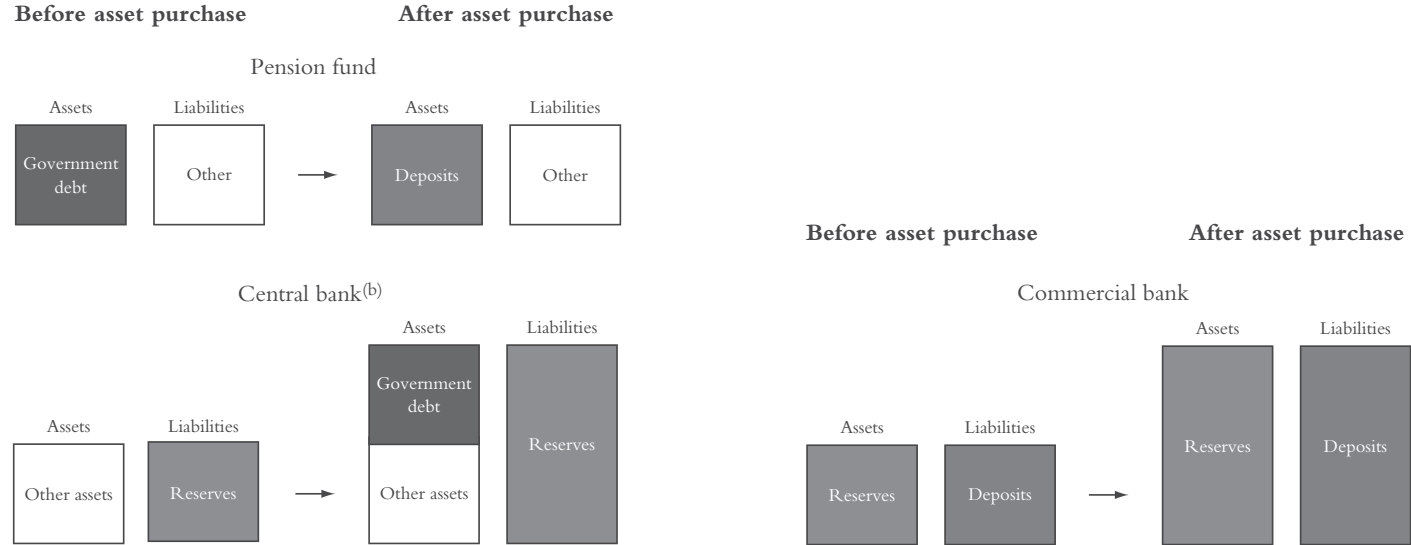 Before asset purchase
After asset purchase
Pension fund
Assets
Liabilities
Assets
Liabilities
Government
debt
Other
Deposits
Other
Central bank(b)
Assets
Liabilities
Government
debt
Assets
Liabilities
Reserves
Other assets
Reserves
Other assets
Before asset purchase
After asset purchase
Commercial bank
Assets
Liabilities
Assets
Liabilities
Reserves
Deposits
Reserves
Deposits